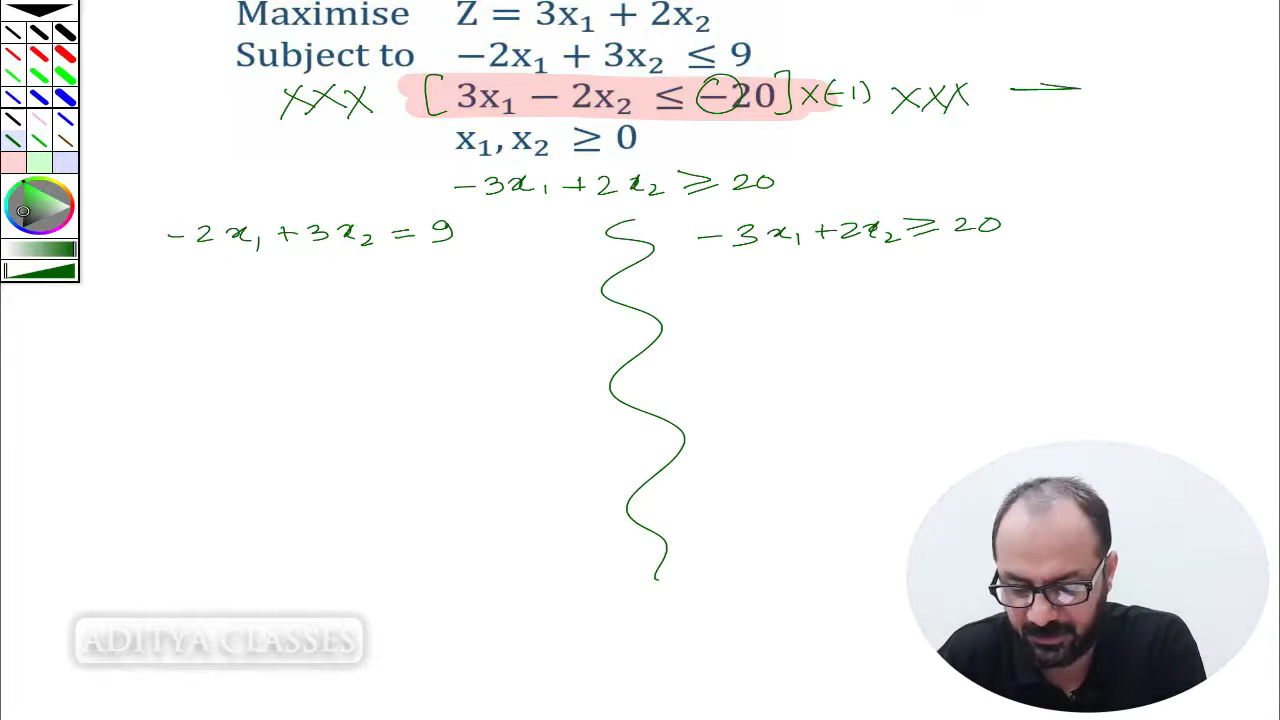 Maximise Z = 3x₁ + 2x₂
Subject to −2x₁ + 3x₂ ≤ 9
XXX [3x₁ − 2x₂ ≤ −20] x(-1) XXX →
x₁, x₂ ≥ 0
-3x₁ + 2x₂ ≥ 20
-2x₁ + 3x₂ = 9
-3x₁ + 2x₂ ≥ 20
ADITYA CLASSES